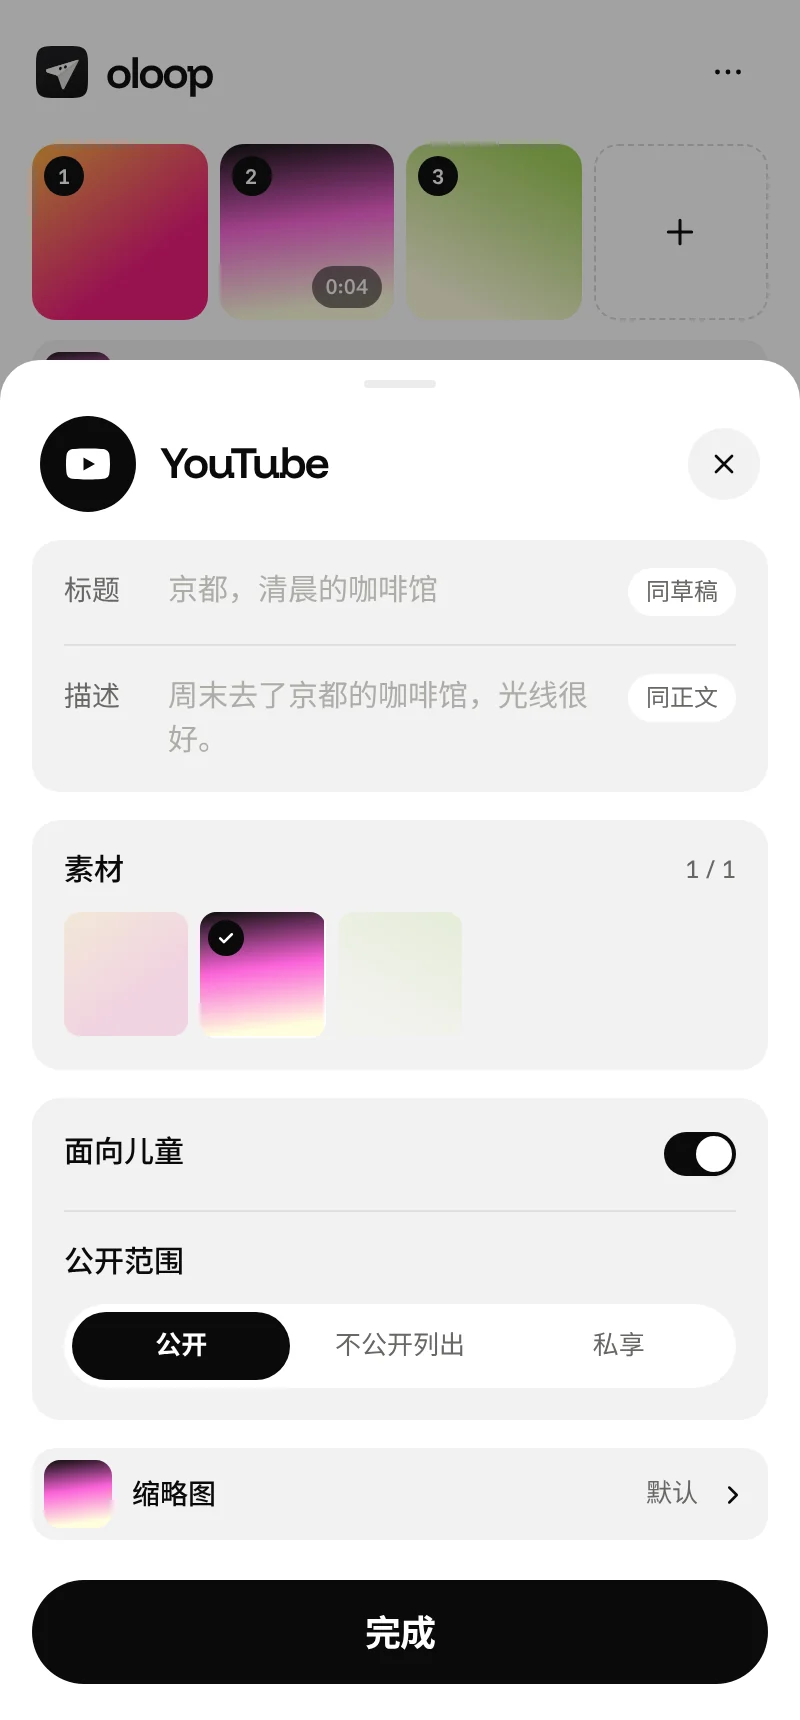 oloop
1
2
3
0:04
YouTube
标题
京都，清晨的咖啡馆
同草稿
描述
周末去了京都的咖啡馆，光线很
好。
同正文
素材
1 / 1
面向儿童
公开范围
公开
不公开列出
私享
缩略图
默认
完成